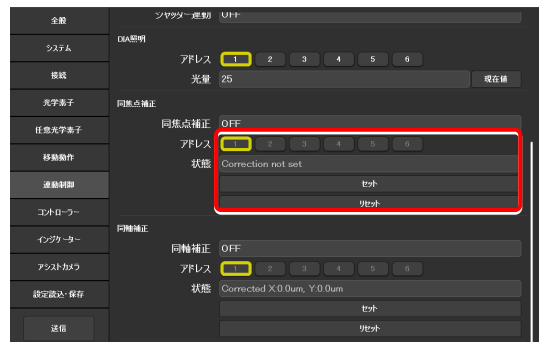 全般
システム
接続
光学素子
任意光学素子
移動動作
連動制御
コントローラー
インジケーター
アシストカメラ
設定読込・保存
送信
シャッター連動 OFF
DIA照明
アドレス 1 2 3 4 5 6
光量 25 現在値
同焦点補正
同焦点補正 OFF
アドレス 1 2 3 4 5 6
状態 Correction not set
セット
リセット
同軸補正
同軸補正 OFF
アドレス 1 2 3 4 5 6
状態 Corrected X:0.0um, Y:0.0um
セット
リセット